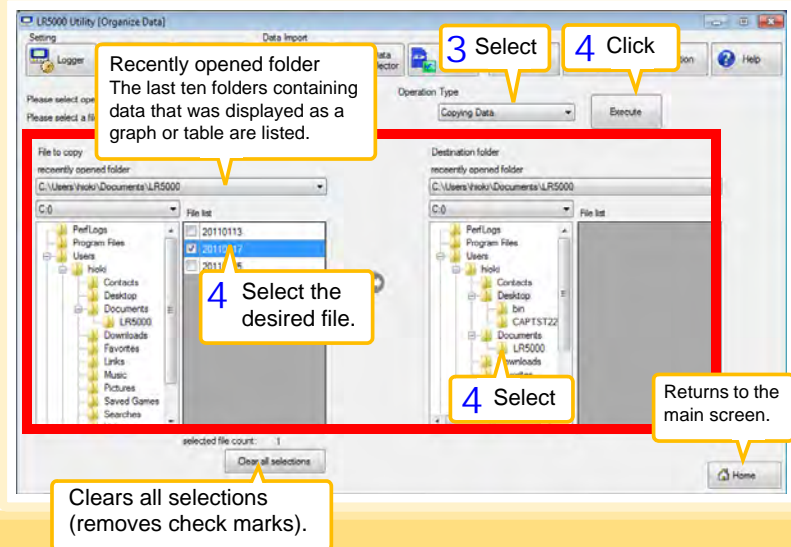 LR5000 Utility [Organize Data]
Setting
Data Import
Logger
Recently opened folder
The last ten folders containing
data that was displayed as a
graph or table are listed.
3 Select
4 Click
Help
Please select
Operation Type
Please select a
Copying Data
Execute
File to copy
Destination folder
receently opened folder
receently opened folder
C:\Users\hioki\Documents\LR5000
C:\Users\hioki\Documents\LR5000
C:0
File list
C:0
File list
PerfLogs
Program Files
Users
hioki
Contacts
Desktop
Documents
LR5000
Downloads
Favorites
Links
Music
Pictures
Saved Games
Searches
20110113
4 Select the
desired file.
PerfLogs
Program Files
Users
hioki
Contacts
Desktop
bin
CAPTST22
Documents
LR5000
4 Select
Returns to the
main screen.
selected file count: 1
Clear all selections
Home
Clears all selections
(removes check marks).